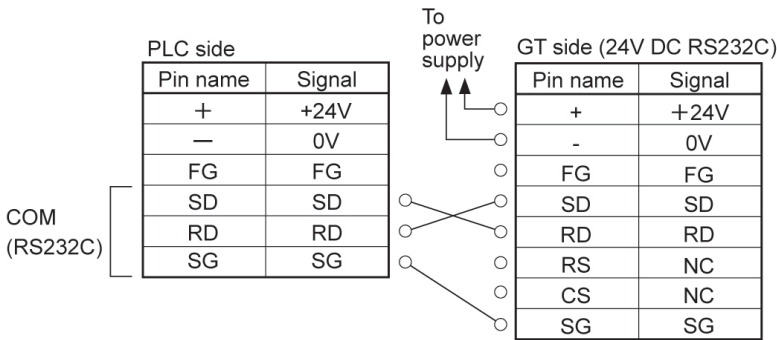 To
power
supply
PLC side
GT side (24V DC RS232C)
Pin name Signal
+ +24V
— 0V
FG FG
SD SD
RD RD
SG SG
COM
(RS232C)
Pin name Signal
+ +24V
- 0V
FG FG
SD SD
RD RD
RS NC
CS NC
SG SG